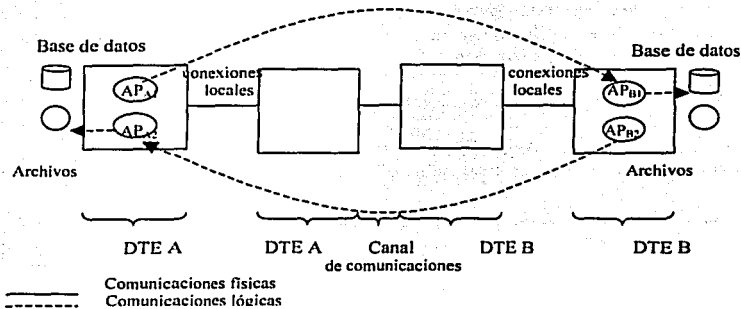 Base de datos
Base de datos
conexiones
locales
conexiones
locales
AP_A1
AP_A2
AP_B1
AP_B2
Archivos
Archivos
DTE A
DTE A
Canal
de comunicaciones
DTE B
DTE B
Comunicaciones físicas
Comunicaciones lógicas